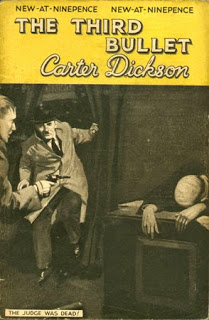 NEW-AT-NINEPENCE NEW-AT-NINEPENCE
THE THIRD
BULLET
Carter Dickson
THE JUDGE WAS DEAD!